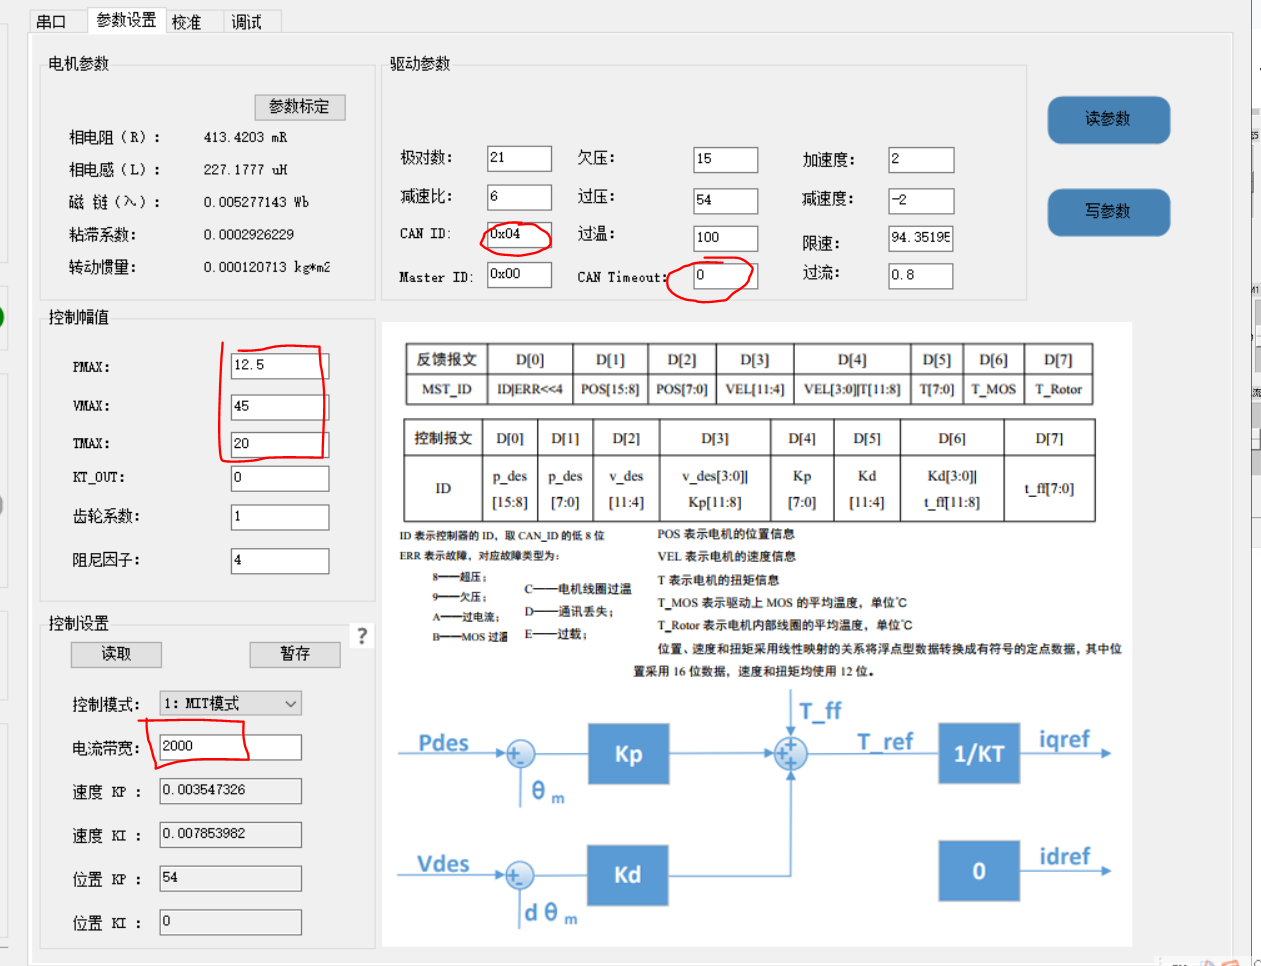 串口 参数设置 校准 调试
电机参数
参数标定
相电阻（R）： 413.4203 mR
相电感（L）： 227.1777 uH
磁 链（λ）： 0.005277143 Wb
粘滞系数： 0.0002926229
转动惯量： 0.000120713 kg*m2
驱动参数
极对数： 21 欠压： 15 加速度： 2
减速比： 6 过压： 54 减速度： -2
CAN ID: 0x04 过温： 100 限速： 94.35195
Master ID: 0x00 CAN Timeout: 0 过流： 0.8
读参数
写参数
控制幅值
PMAX: 12.5
VMAX: 45
TMAX: 20
KT_OUT: 0
齿轮系数： 1
阻尼因子： 4
控制设置
?
读取 暂存
控制模式： 1: MIT模式
电流带宽： 2000
速度 KP : 0.003547326
速度 KI : 0.007853982
位置 KP : 54
位置 KI : 0
反馈报文 D[0] D[1] D[2] D[3] D[4] D[5] D[6] D[7]
MST_ID ID|ERR<<4 POS[15:8] POS[7:0] VEL[11:4] VEL[3:0]|T[11:8] T[7:0] T_MOS T_Rotor
控制报文 D[0] D[1] D[2] D[3] D[4] D[5] D[6] D[7]
ID p_des [15:8] p_des [7:0] v_des [11:4] v_des[3:0]| Kp[11:8] Kp [7:0] Kd [11:4] Kd[3:0]| t_ff[11:8] t_ff[7:0]
ID 表示控制器的 ID，取 CAN_ID 的低 8 位
ERR 表示故障，对应故障类型为：
8——超压；
9——欠压；
A——过电流；
B——MOS 过温
C——电机线圈过温
D——通讯丢失；
E——过载；
POS 表示电机的位置信息
VEL 表示电机的速度信息
T 表示电机的扭矩信息
T_MOS 表示驱动上 MOS 的平均温度，单位℃
T_Rotor 表示电机内部线圈的平均温度，单位℃
位置、速度和扭矩采用线性映射的关系将浮点型数据转换成有符号的定点数据，其中位
置采用 16 位数据，速度和扭矩均使用 12 位。
T_ff
Pdes + - Kp + + + T_ref 1/KT iqref
θ m
Vdes + - Kd 0 idref
d θ m